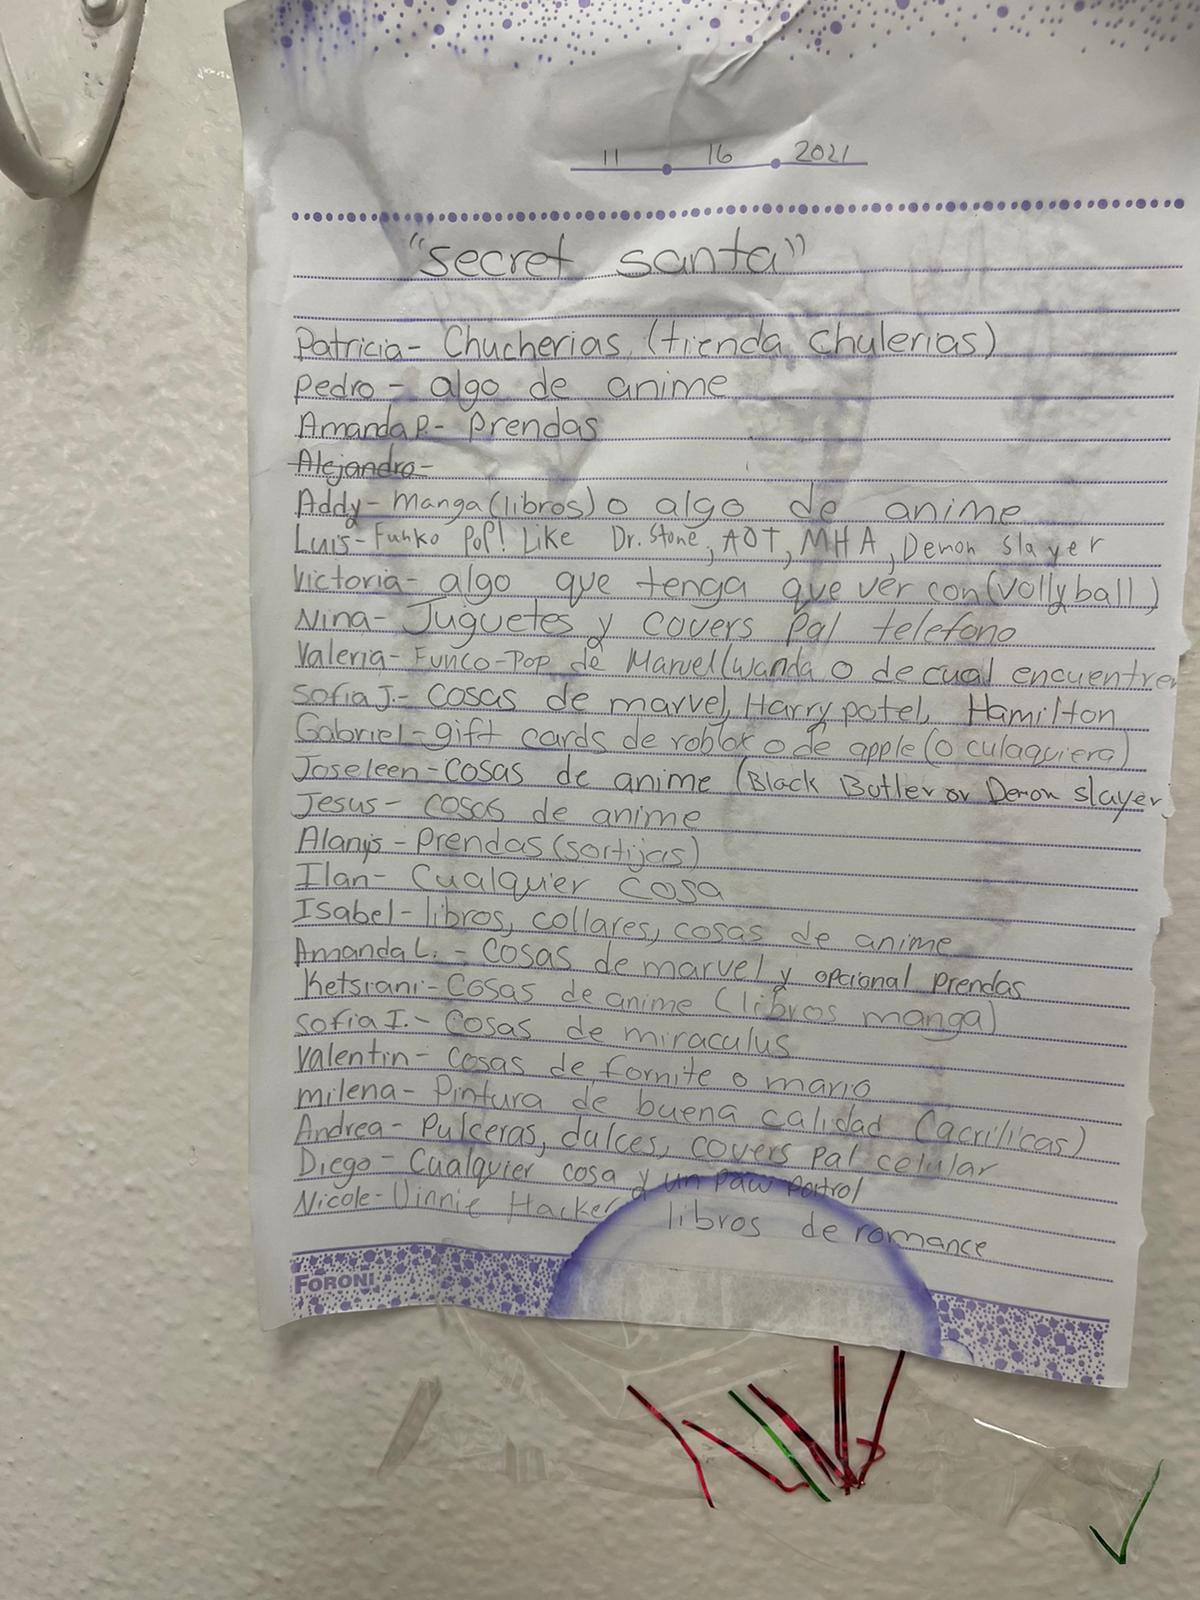 11 16 2021
"secret santa"
Patricia- Chucherias (tienda chulerias)
Pedro - algo de anime
Amanda P.- Prendas
Alejandro-
Addy- manga(libros) o algo de anime
Luis- Funko Pop! Like Dr. Stone, AOT, MHA, Demon Slayer
Victoria- algo que tenga que ver con (Vollyball)
Nina- Juguetes y covers pal telefono
Valeria- Funco-Pop de Marvel(wanda o de cual encuentren
Sofia J.- cosas de marvel, Harry potel, Hamilton
Gabriel-gift cards de roblox o de apple (o culaquiera)
Joseleen-cosas de anime (Black Butler or Demon slayer)
Jesus- cosas de anime
Alanis - Prendas (sortijas)
Ilan- Cualquier cosa
Isabel- libros, collares, cosas de anime
Amanda L. - cosas de marvel y opcional prendas
Ketsiani- Cosas de anime (libros manga)
Sofia I.- Cosas de miraculus
Valentin- cosas de fornite o mario
milena- Pintura de buena calidad (acrilicas)
Andrea- Pulceras, dulces, covers pal celular
Diego- Cualquier cosa y un paw portrol
Nicole- Vinnie Hacker libros de romance
FORONI